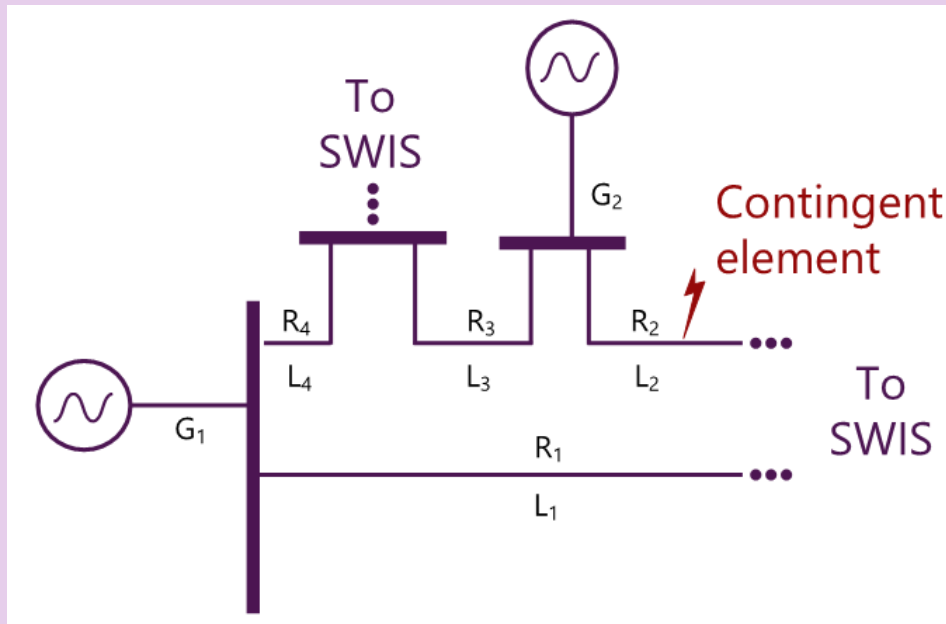 To
SWIS
G₂
Contingent
element
R₄
R₃
R₂
L₄
L₃
L₂
To
SWIS
G₁
R₁
L₁